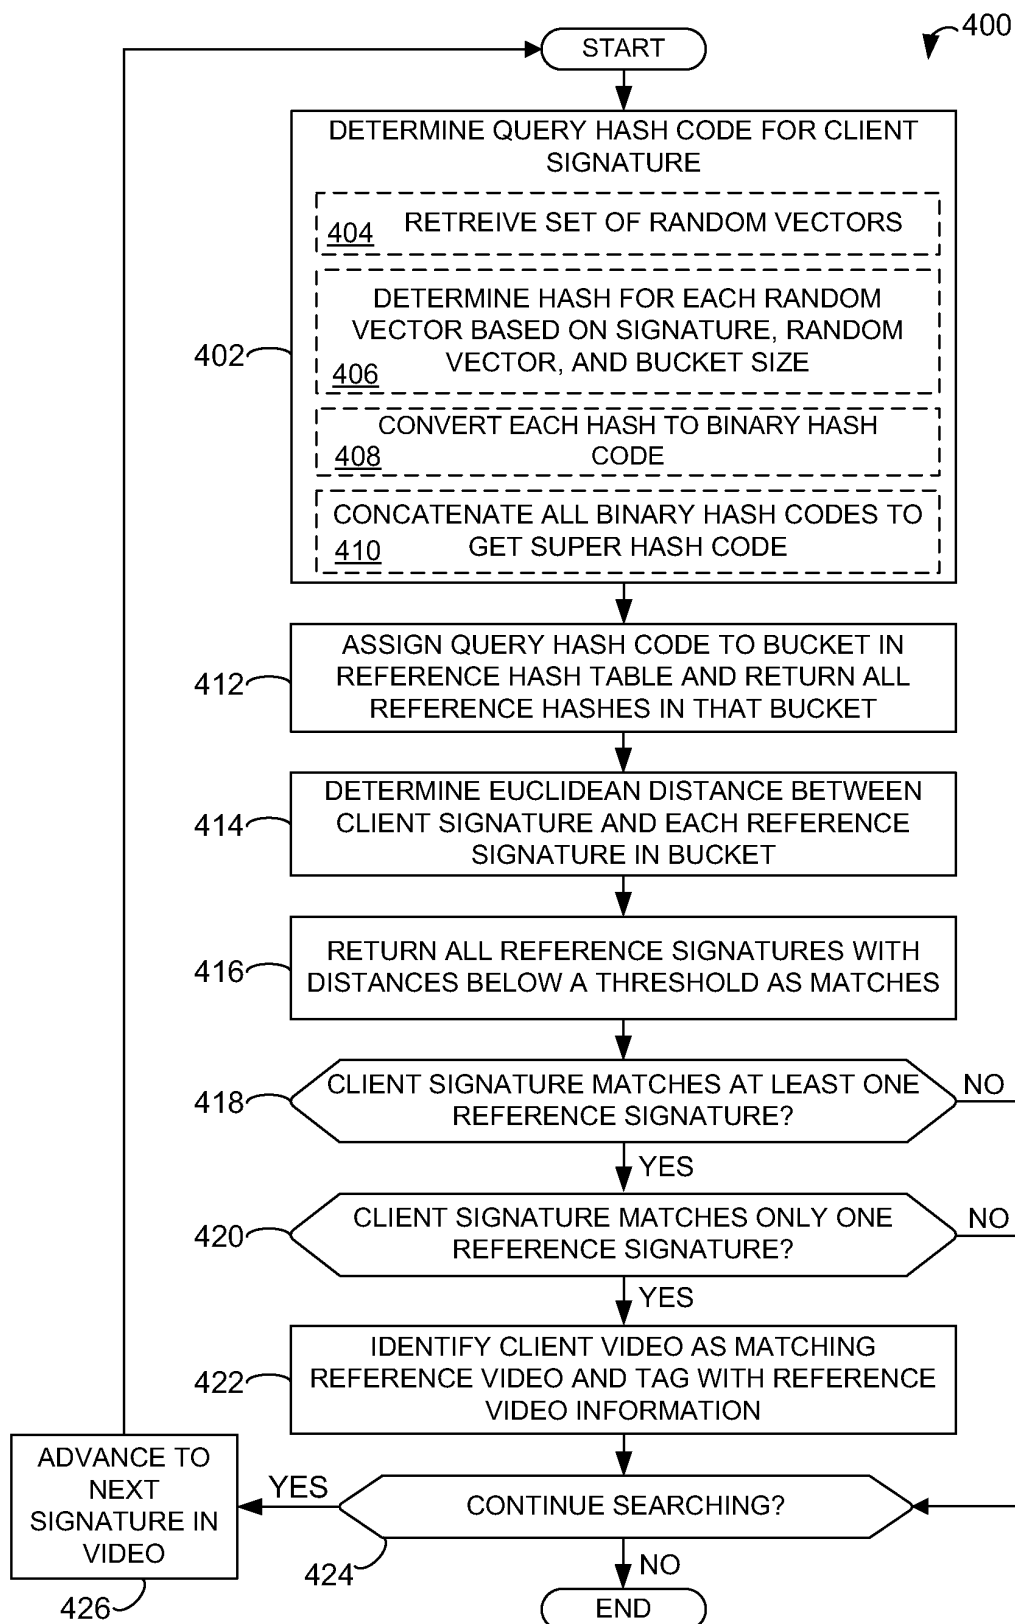 400
START
DETERMINE QUERY HASH CODE FOR CLIENT
SIGNATURE
RETREIVE SET OF RANDOM VECTORS
404
DETERMINE HASH FOR EACH RANDOM
VECTOR BASED ON SIGNATURE, RANDOM
VECTOR, AND BUCKET SIZE
402
406
CONVERT EACH HASH TO BINARY HASH
CODE
408
CONCATENATE ALL BINARY HASH CODES TO
GET SUPER HASH CODE
410
ASSIGN QUERY HASH CODE TO BUCKET IN
REFERENCE HASH TABLE AND RETURN ALL
REFERENCE HASHES IN THAT BUCKET
412
DETERMINE EUCLIDEAN DISTANCE BETWEEN
CLIENT SIGNATURE AND EACH REFERENCE
SIGNATURE IN BUCKET
414
RETURN ALL REFERENCE SIGNATURES WITH
DISTANCES BELOW A THRESHOLD AS MATCHES
416
CLIENT SIGNATURE MATCHES AT LEAST ONE
REFERENCE SIGNATURE?
418
NO
YES
CLIENT SIGNATURE MATCHES ONLY ONE
REFERENCE SIGNATURE?
420
NO
YES
IDENTIFY CLIENT VIDEO AS MATCHING
REFERENCE VIDEO AND TAG WITH REFERENCE
VIDEO INFORMATION
422
CONTINUE SEARCHING?
424
YES
ADVANCE TO
NEXT
SIGNATURE IN
VIDEO
426
NO
END